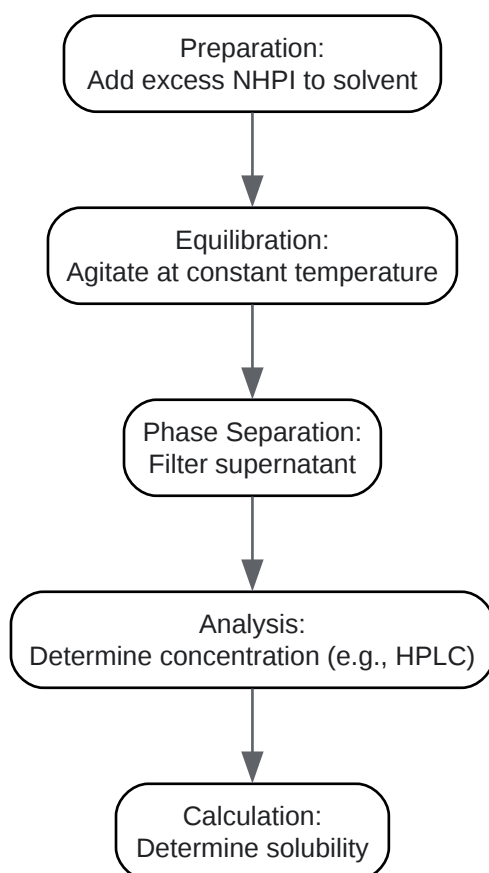 Preparation:
Add excess NHPI to solvent
Equilibration:
Agitate at constant temperature
Phase Separation:
Filter supernatant
Analysis:
Determine concentration (e.g., HPLC)
Calculation:
Determine solubility